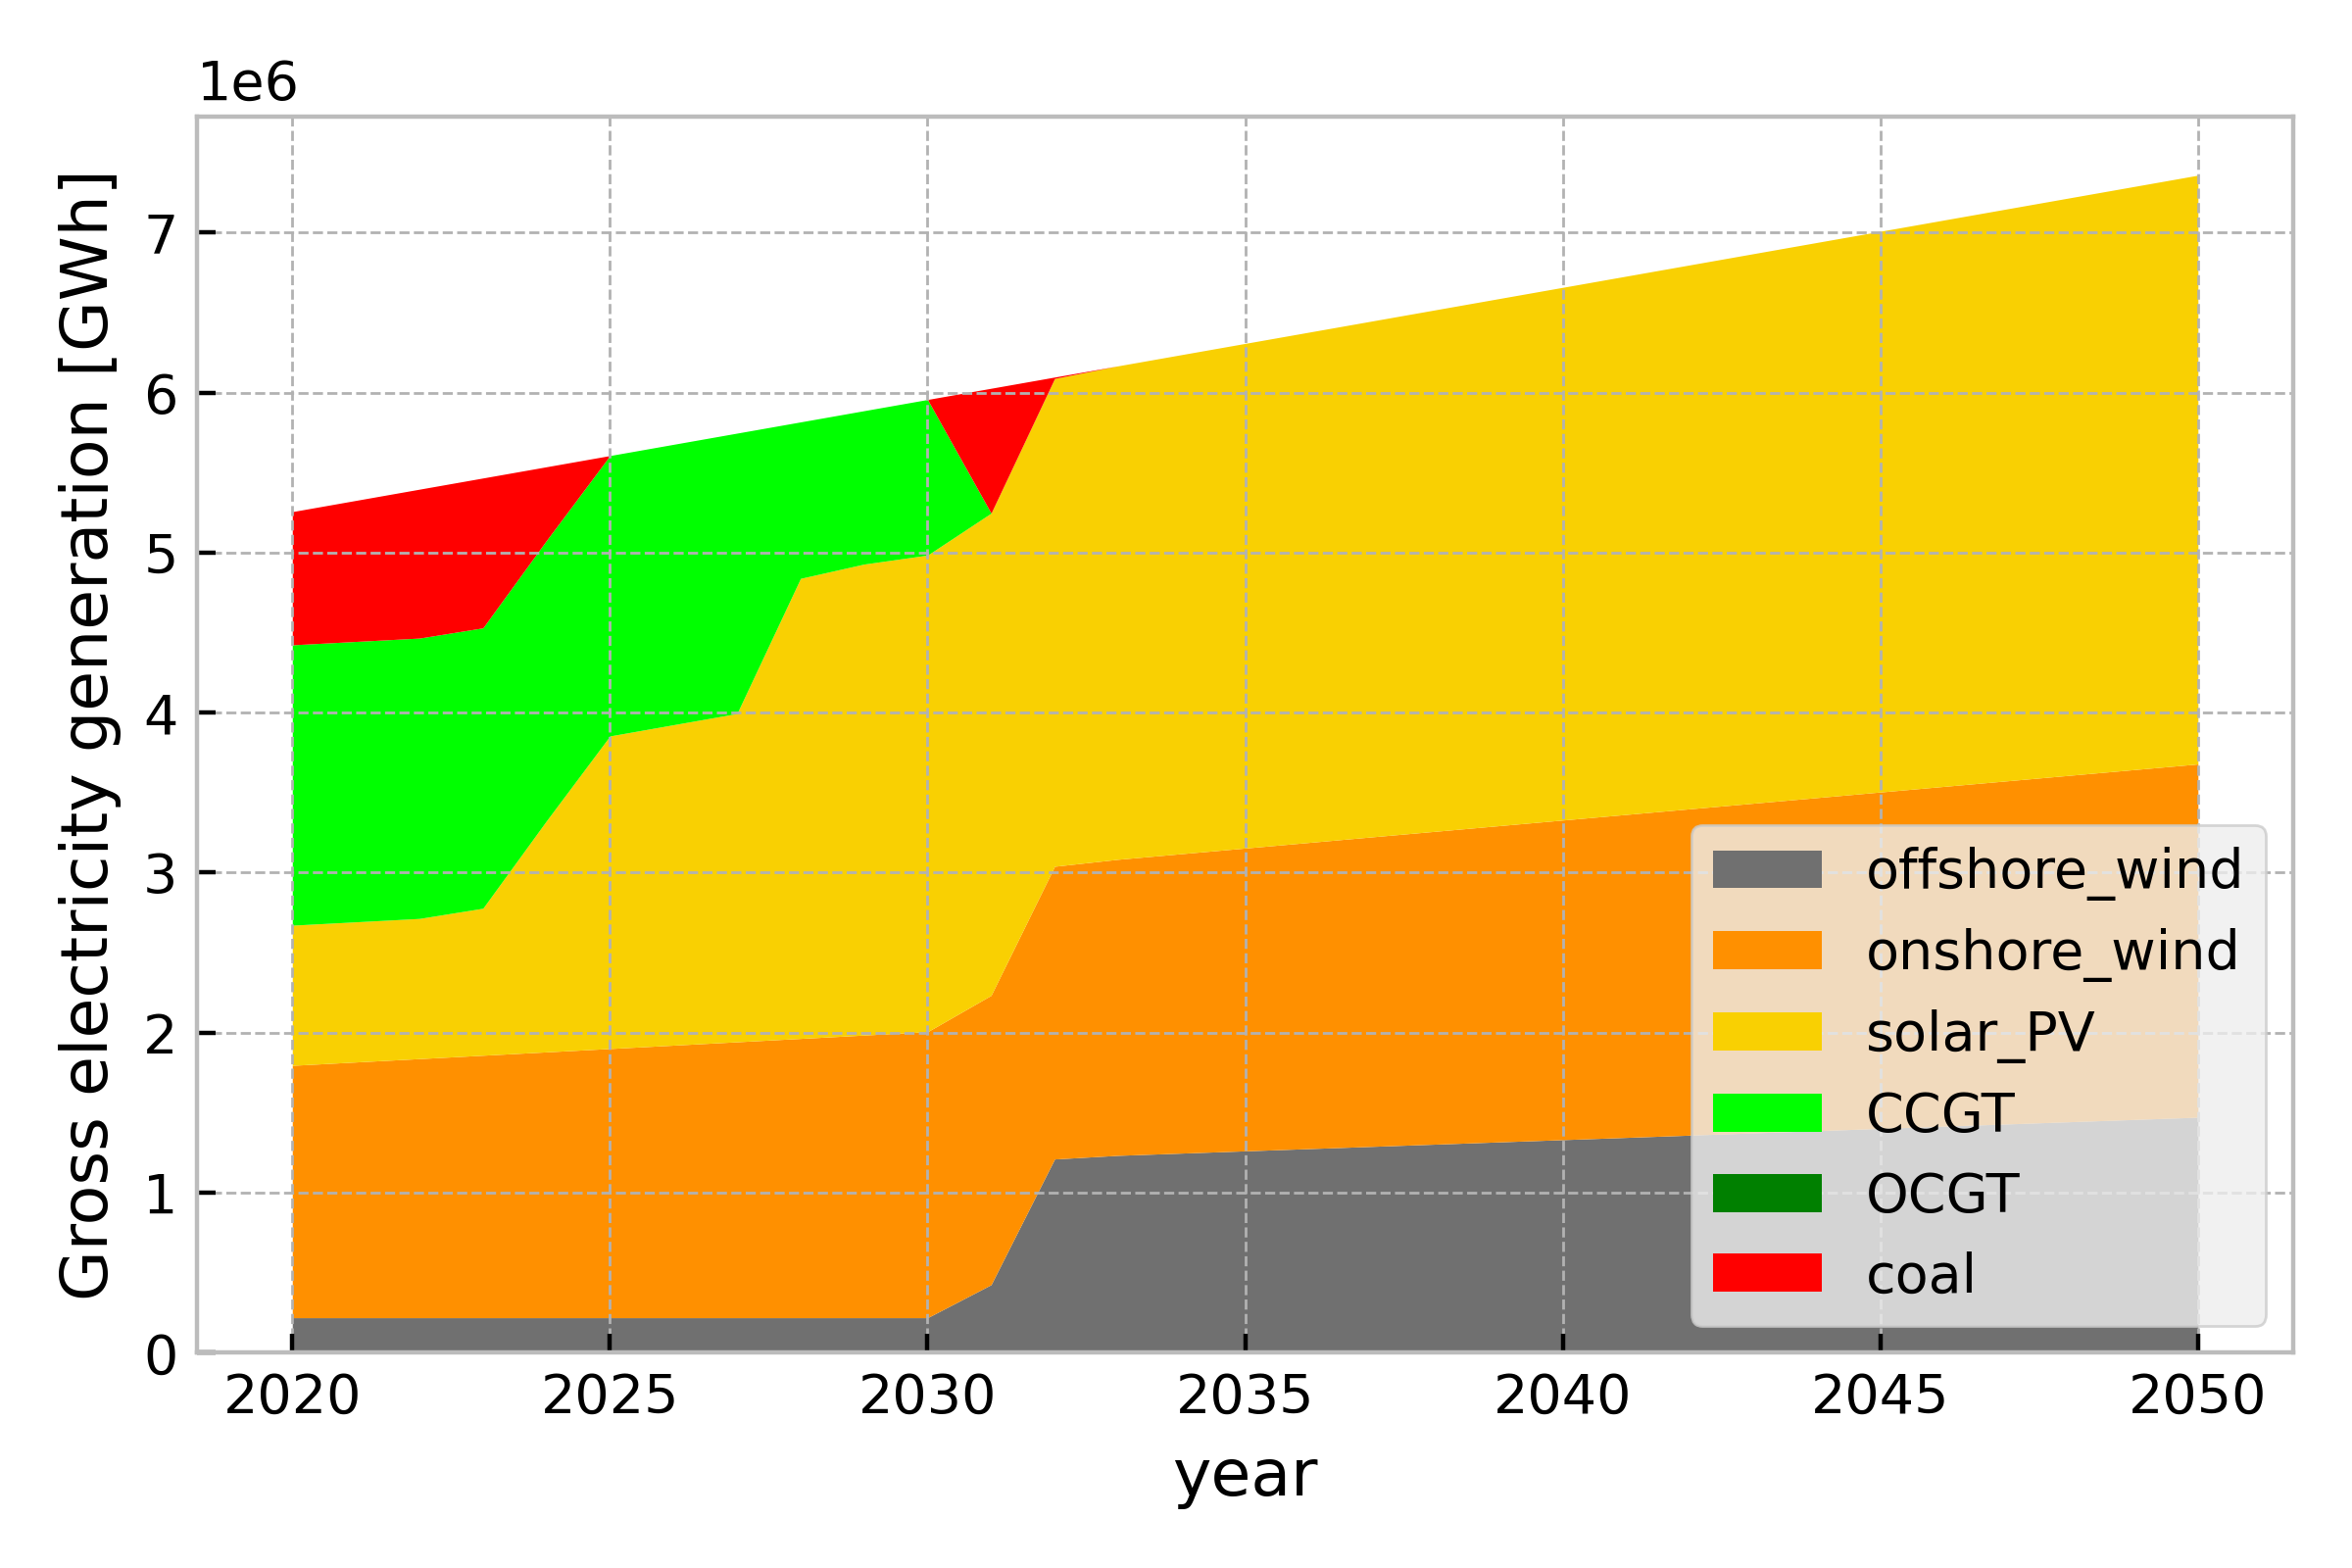 1e6
Gross electricity generation [GWh]
7
6
5
4
3
2
1
0
offshore_wind
onshore_wind
solar_PV
CCGT
OCGT
coal
2020 2025 2030 2035 2040 2045 2050
year